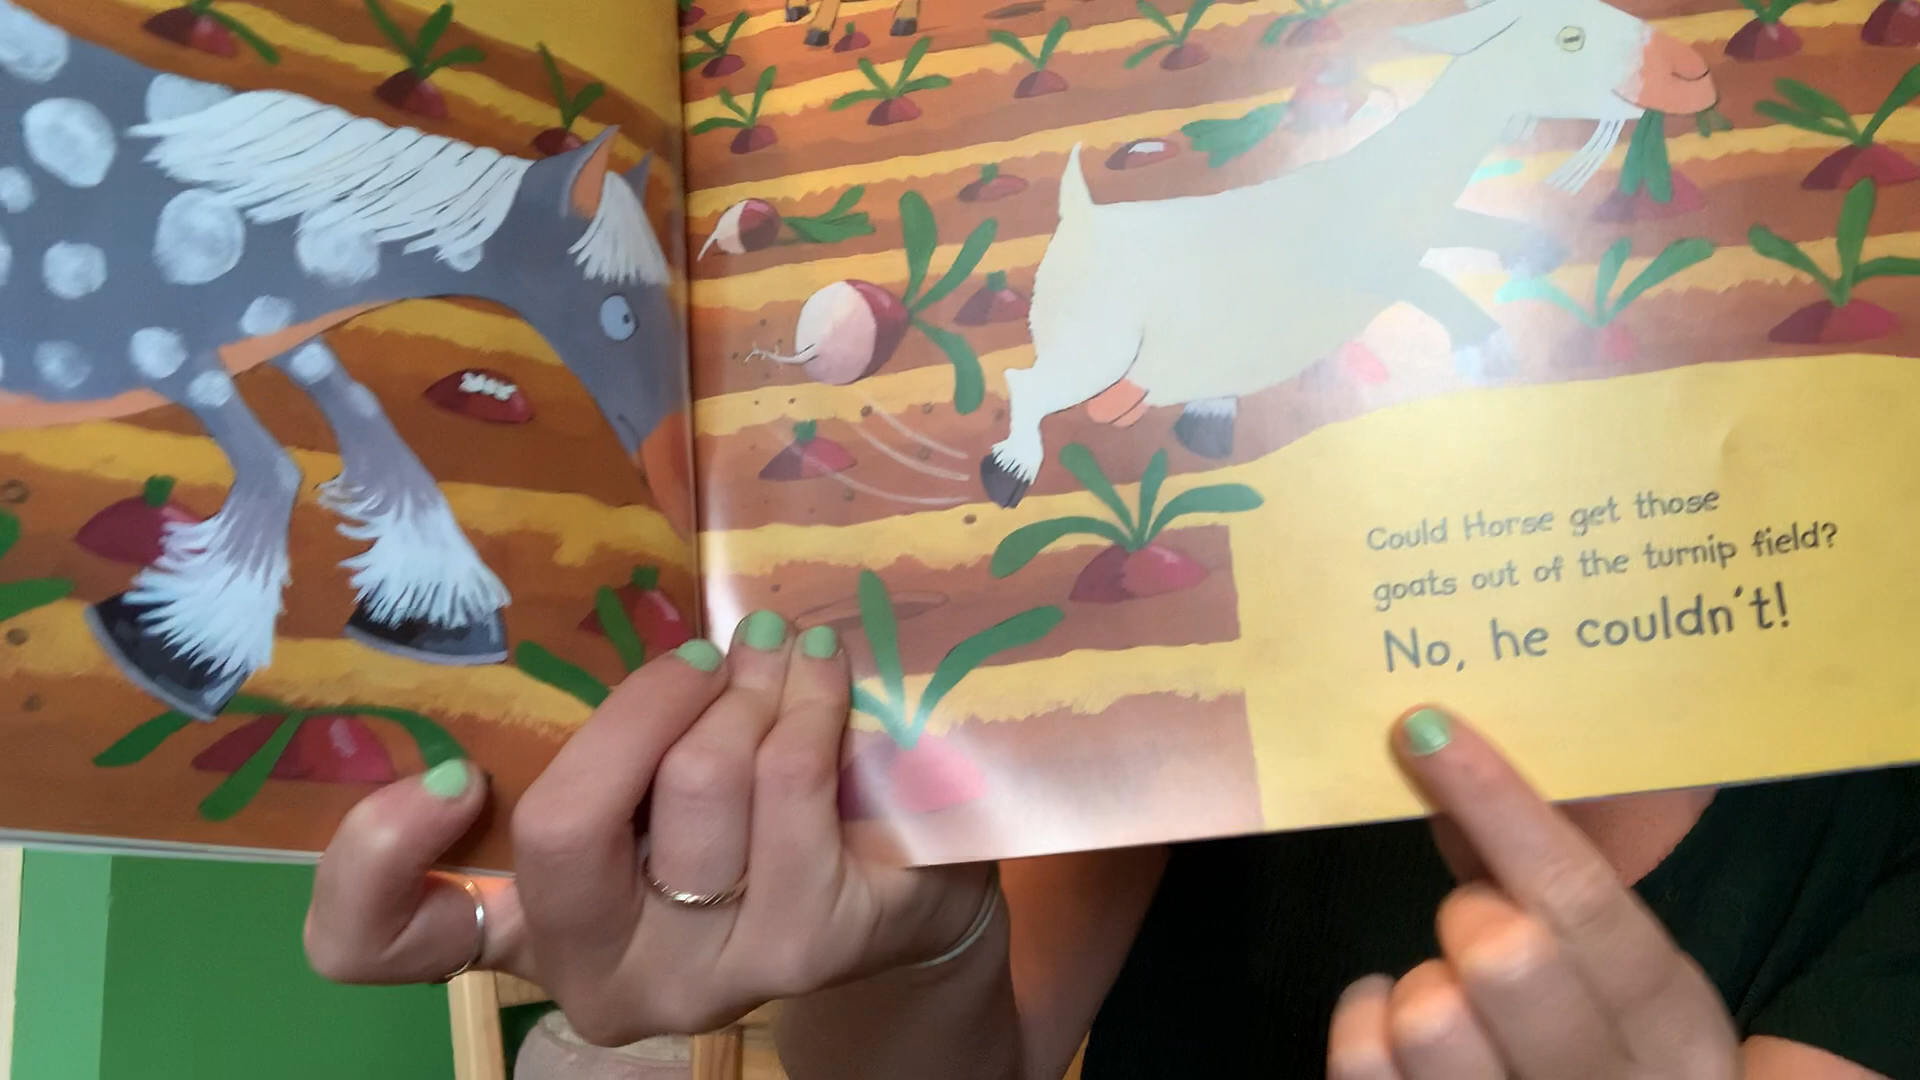 Could Horse get those
goats out of the turnip field?
No, he couldn't!